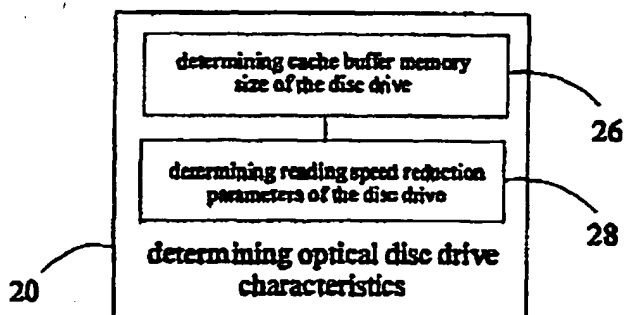 determining cache buffer memory
size of the disc drive
26
determining reading speed reduction
parameters of the disc drive
28
determining optical disc drive
characteristics
20